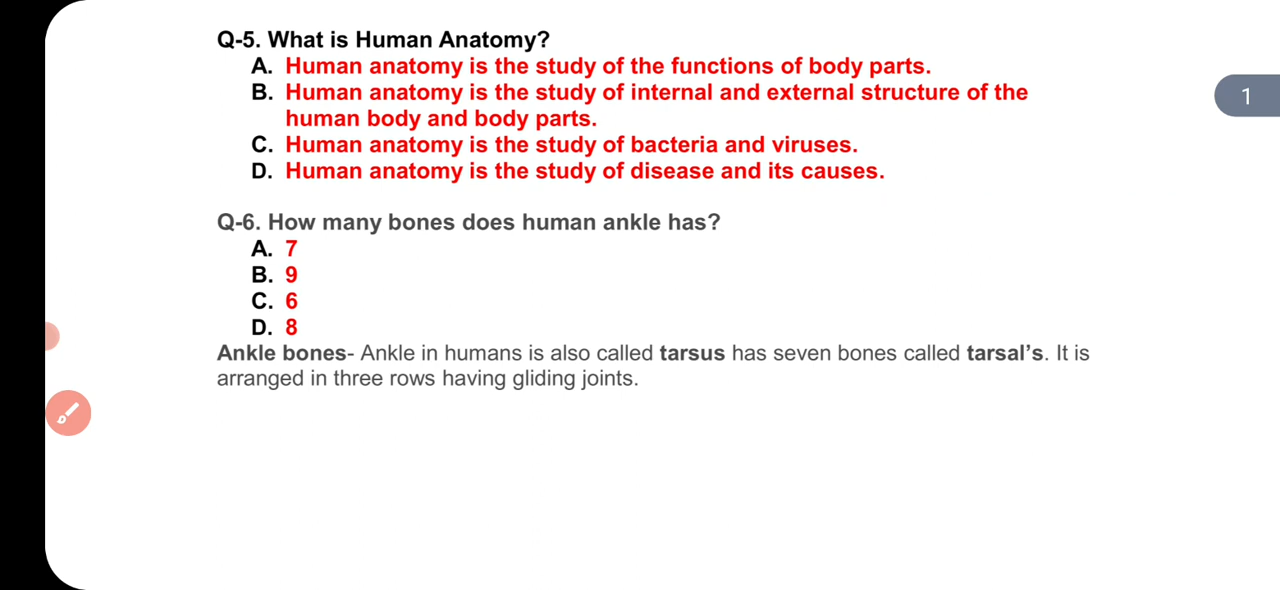 Q-5. What is Human Anatomy?
A. Human anatomy is the study of the functions of body parts.
B. Human anatomy is the study of internal and external structure of the
human body and body parts.
C. Human anatomy is the study of bacteria and viruses.
D. Human anatomy is the study of disease and its causes.
1
Q-6. How many bones does human ankle has?
A. 7
B. 9
C. 6
D. 8
Ankle bones- Ankle in humans is also called tarsus has seven bones called tarsal’s. It is
arranged in three rows having gliding joints.